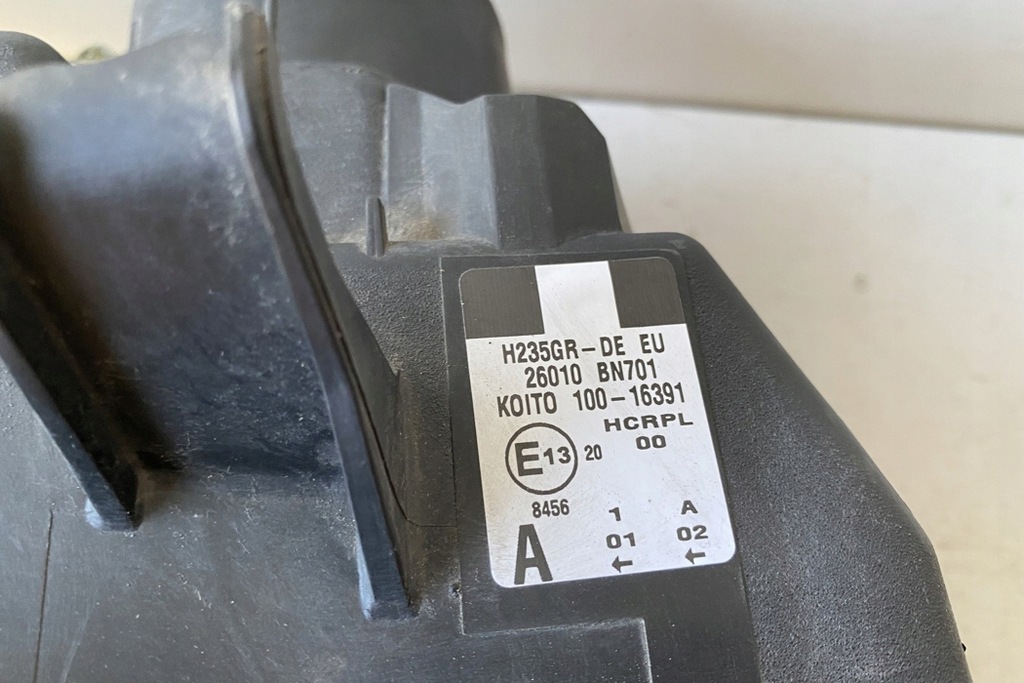 H235GR-DE EU
26010 BN701
KOITO 100-16391
HCRPL
E13 20 00
8456
A 1 A
01 02
← ←